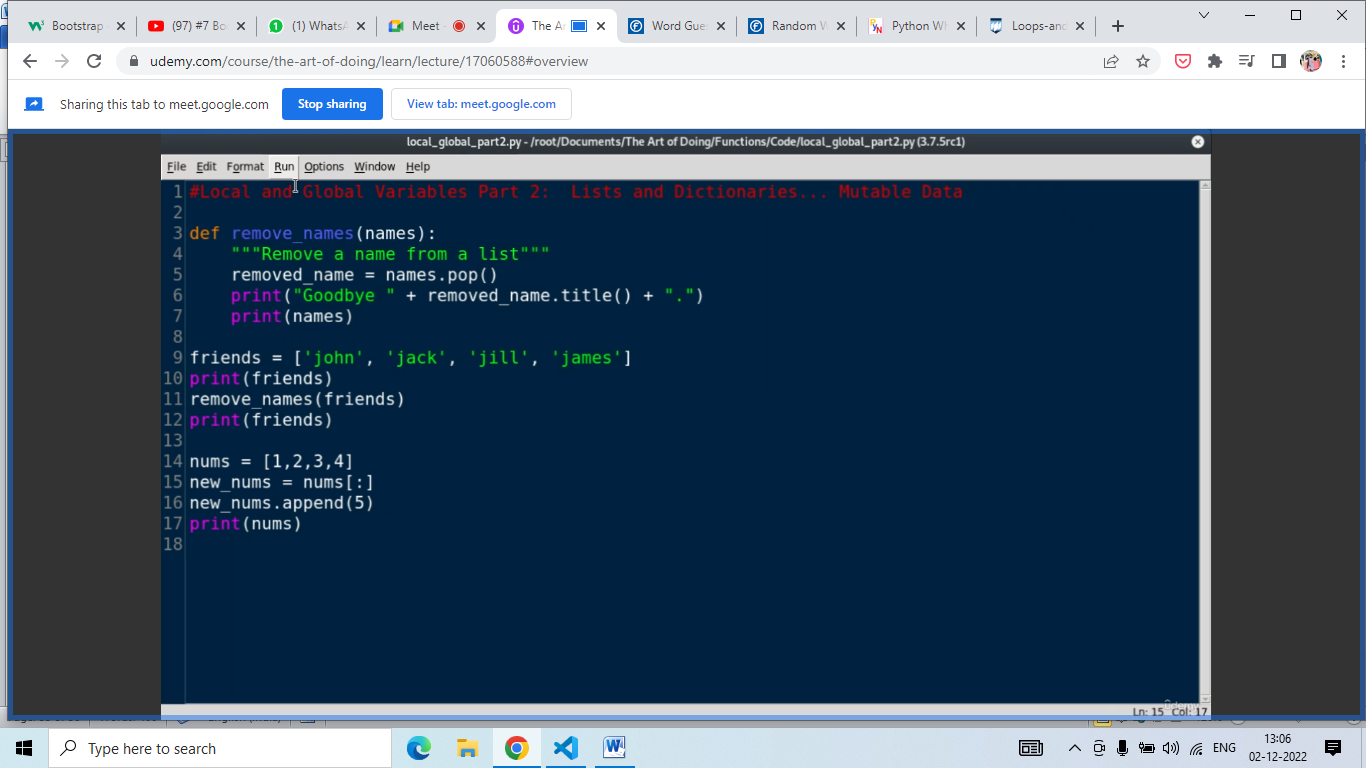 Bootstrap
(97) #7 Bo
(1) WhatsA
Meet -
The Ar
Word Gue
Random W
Python Wh
Loops-and
udemy.com/course/the-art-of-doing/learn/lecture/17060588#overview
Sharing this tab to meet.google.com
Stop sharing
View tab: meet.google.com
local_global_part2.py - /root/Documents/The Art of Doing/Functions/Code/local_global_part2.py (3.7.5rc1)
File Edit Format Run Options Window Help
1 #Local and Global Variables Part 2:  Lists and Dictionaries... Mutable Data
2
3 def remove_names(names):
4     """Remove a name from a list"""
5     removed_name = names.pop()
6     print("Goodbye " + removed_name.title() + ".")
7     print(names)
8
9 friends = ['john', 'jack', 'jill', 'james']
10 print(friends)
11 remove_names(friends)
12 print(friends)
13
14 nums = [1,2,3,4]
15 new_nums = nums[:]
16 new_nums.append(5)
17 print(nums)
18
Ln: 15 Col: 17
Type here to search
ENG
13:06
02-12-2022